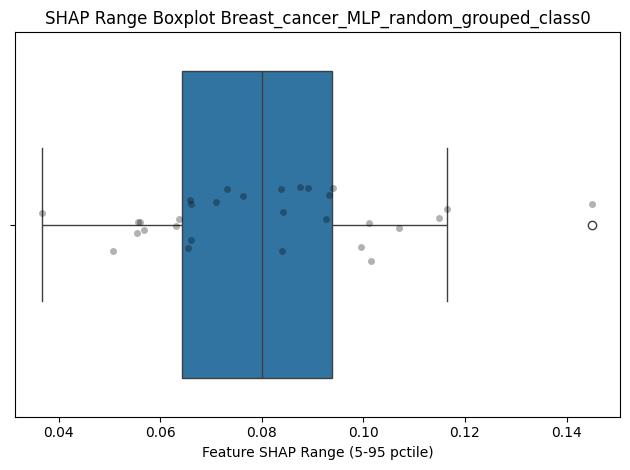 SHAP Range Boxplot Breast_cancer_MLP_random_grouped_class0
0.04 0.06 0.08 0.10 0.12 0.14
Feature SHAP Range (5-95 pctile)